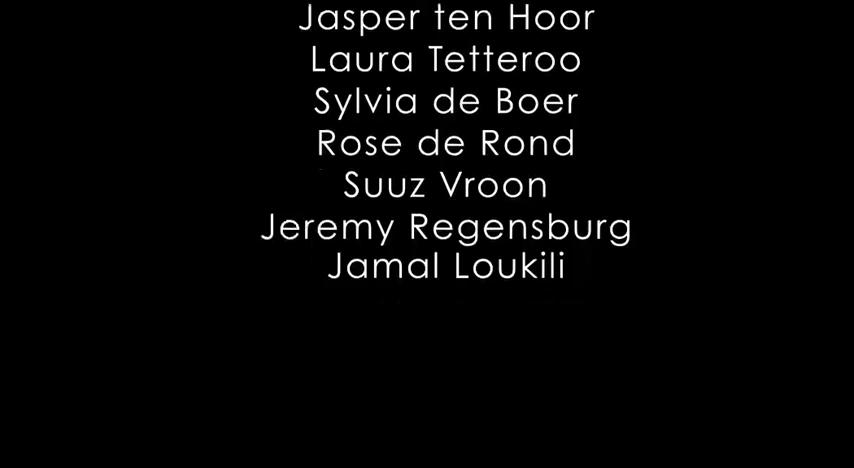 Jasper ten Hoor
Laura Tetteroo
Sylvia de Boer
Rose de Rond
Suuz Vroon
Jeremy Regensburg
Jamal Loukili